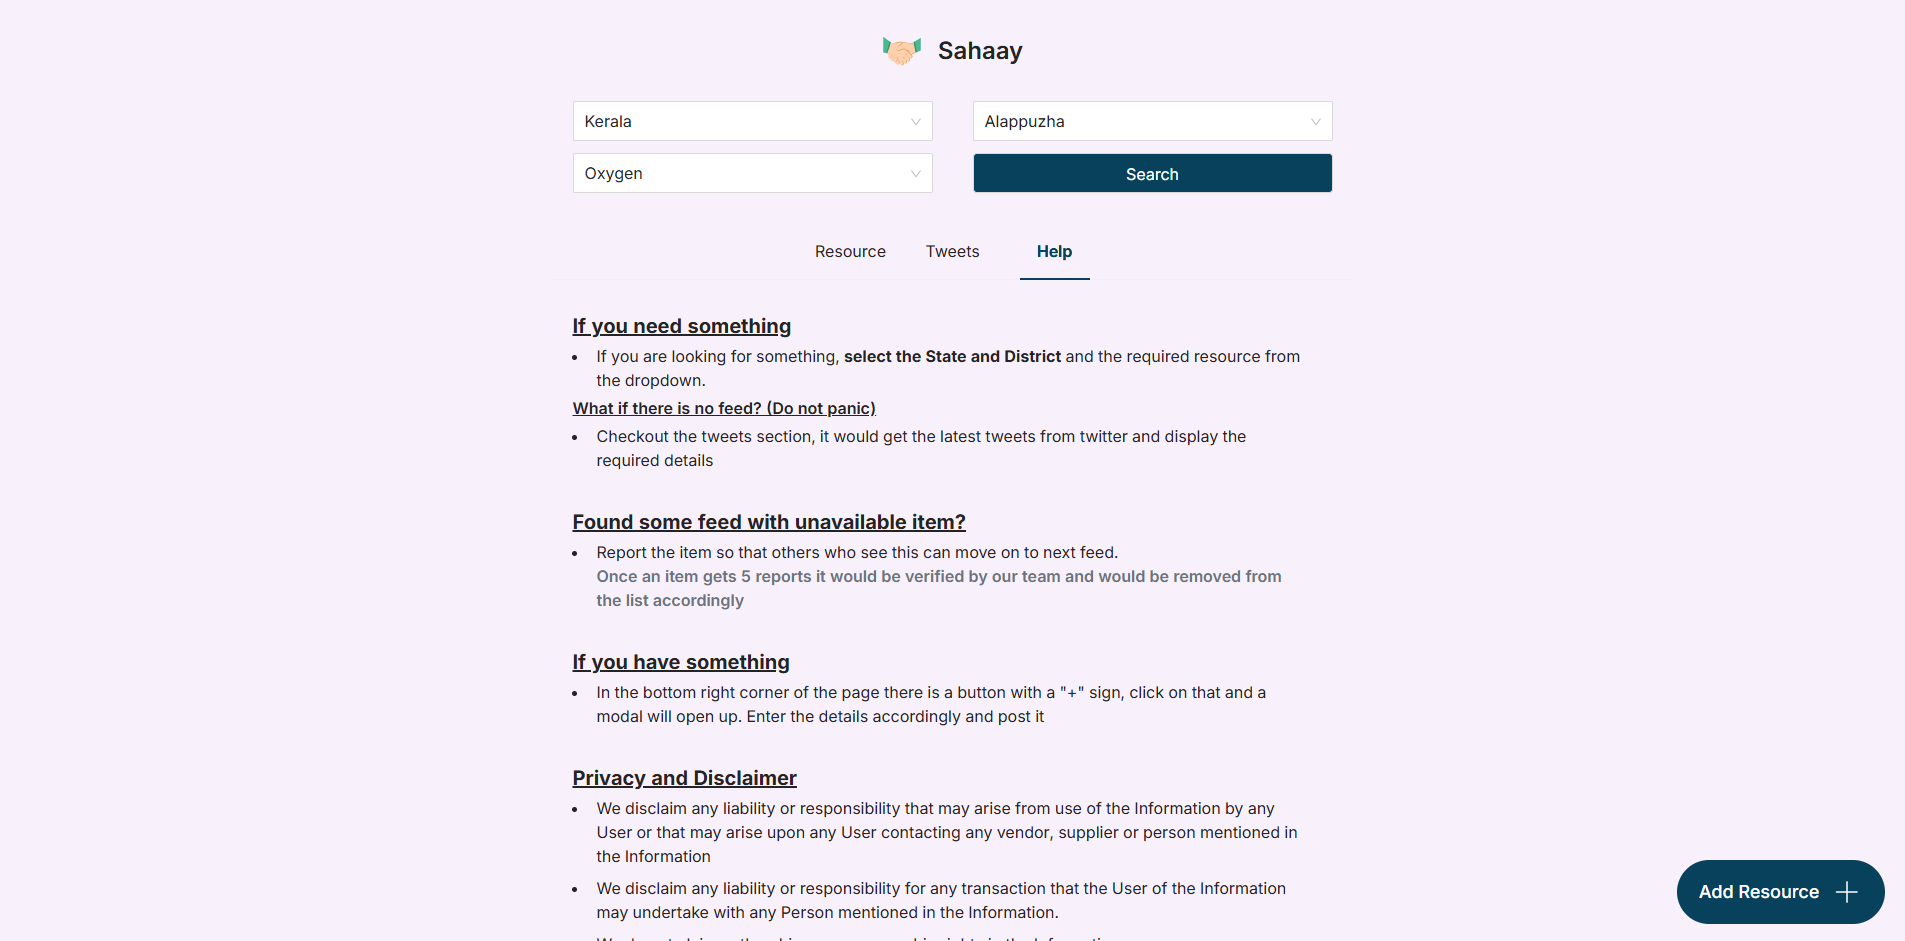 Sahaay
Kerala
Alappuzha
Oxygen
Search
Resource
Tweets
Help
If you need something
If you are looking for something, select the State and District and the required resource from
the dropdown.
What if there is no feed? (Do not panic)
Checkout the tweets section, it would get the latest tweets from twitter and display the
required details
Found some feed with unavailable item?
Report the item so that others who see this can move on to next feed.
Once an item gets 5 reports it would be verified by our team and would be removed from
the list accordingly
If you have something
In the bottom right corner of the page there is a button with a "+" sign, click on that and a
modal will open up. Enter the details accordingly and post it
Privacy and Disclaimer
We disclaim any liability or responsibility that may arise from use of the Information by any
User or that may arise upon any User contacting any vendor, supplier or person mentioned in
the Information
We disclaim any liability or responsibility for any transaction that the User of the Information
may undertake with any Person mentioned in the Information.
Add Resource